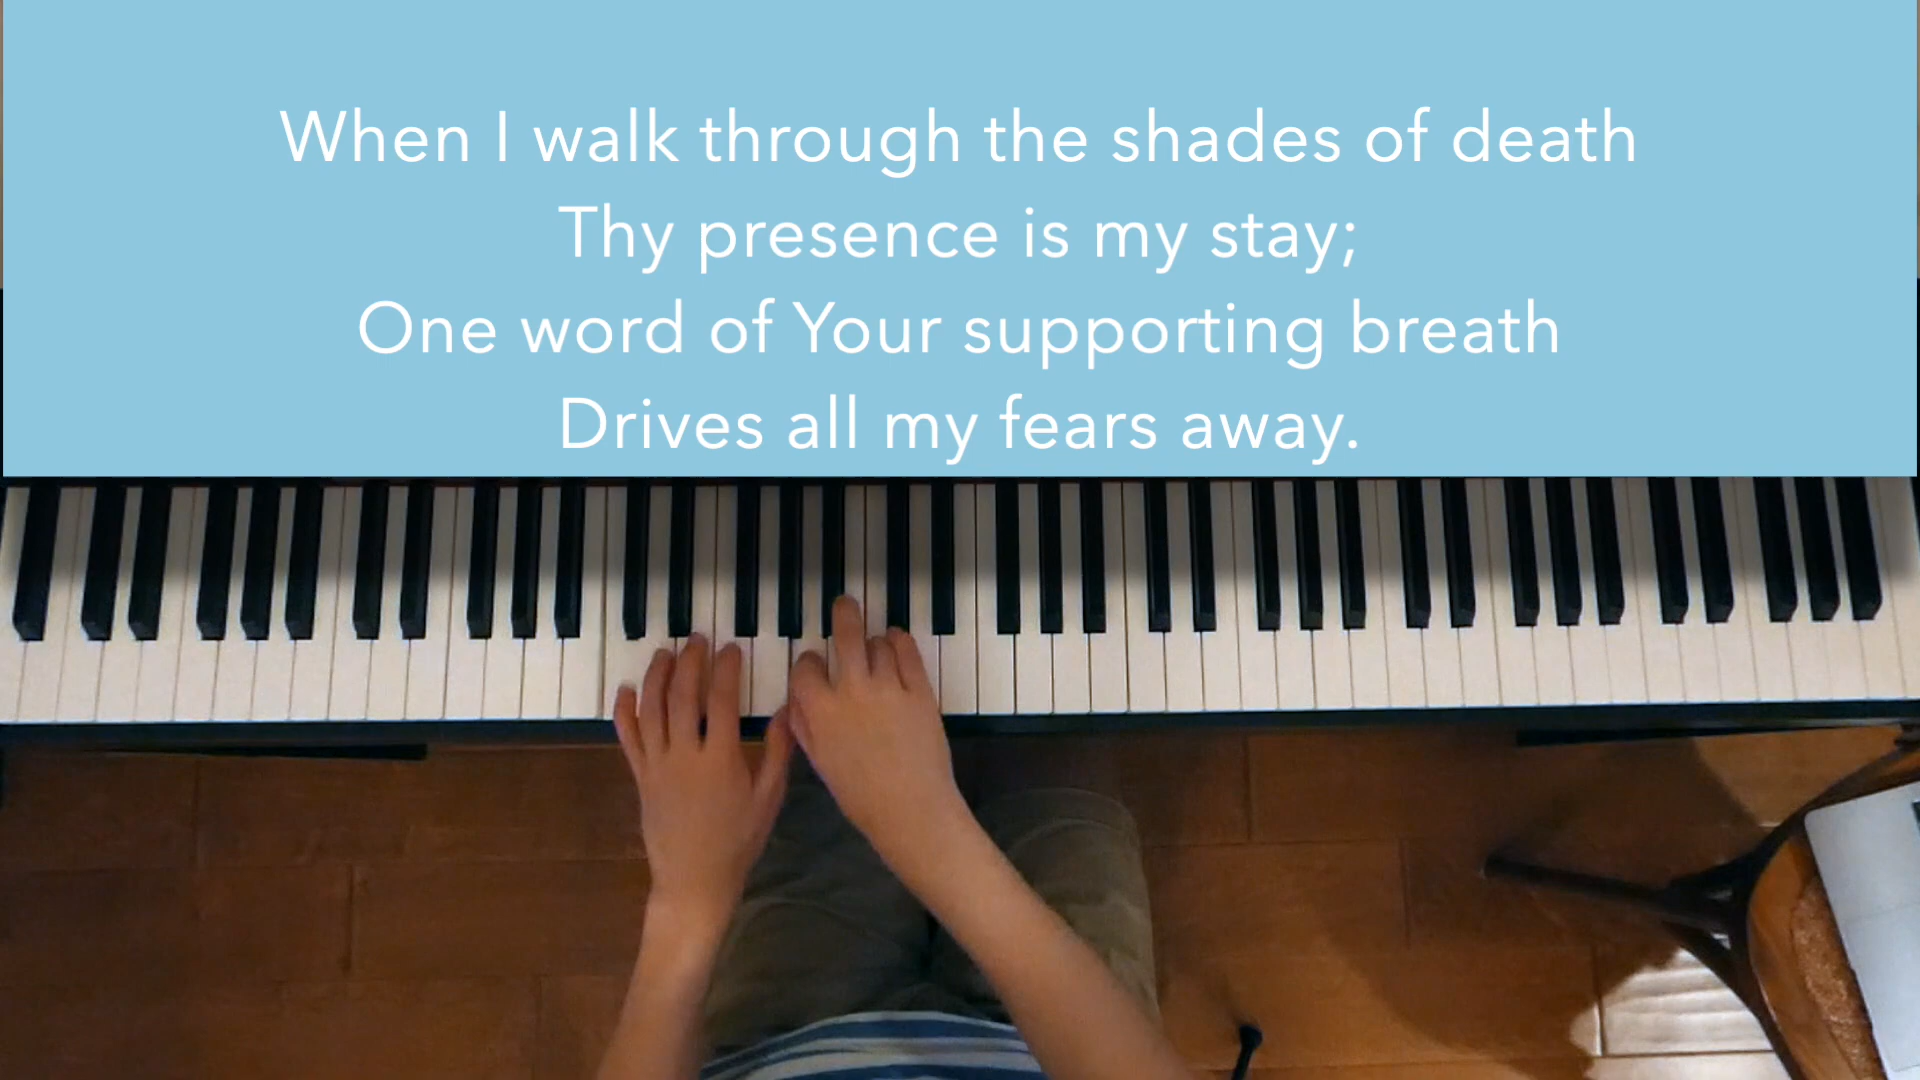 When I walk through the shades of death
Thy presence is my stay;
One word of Your supporting breath
Drives all my fears away.